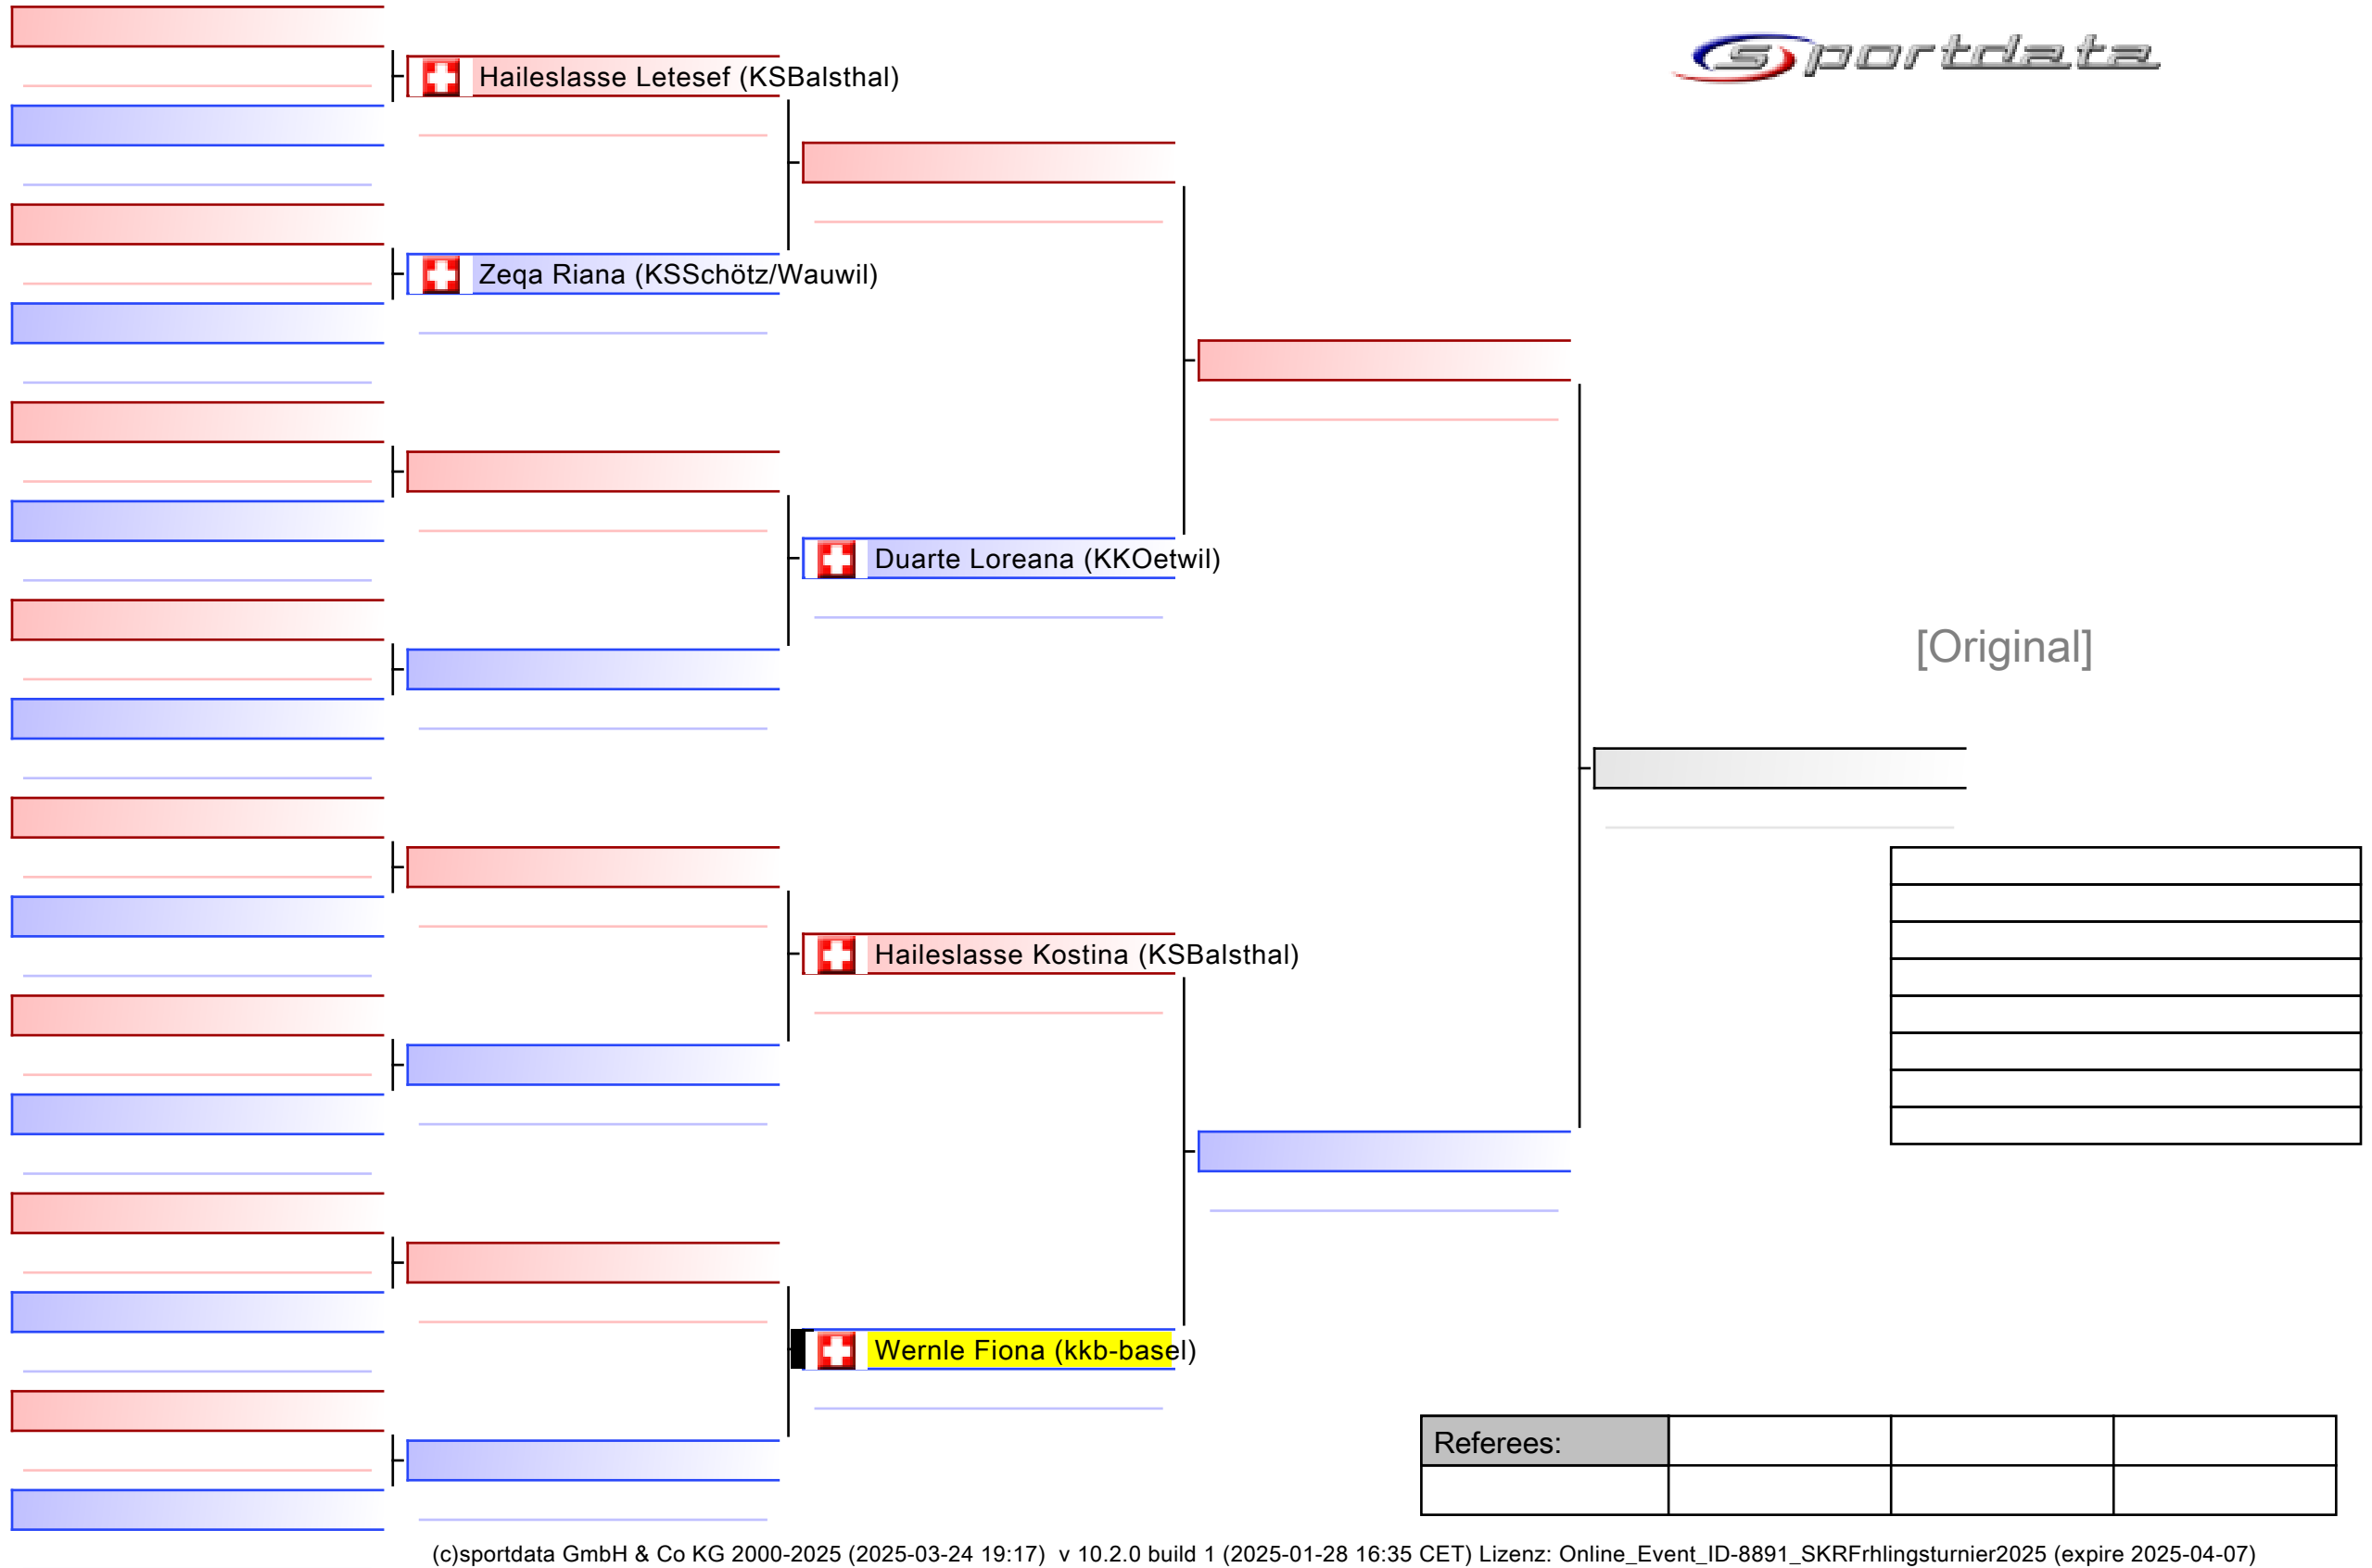 sportdata
Haileslasse Letesef (KSBalsthal)
Zeqa Riana (KSSchötz/Wauwil)
Duarte Loreana (KKOetwil)
[Original]
Haileslasse Kostina (KSBalsthal)
Wernle Fiona (kkb-basel)
Referees:
(c)sportdata GmbH & Co KG 2000-2025 (2025-03-24 19:17) v 10.2.0 build 1 (2025-01-28 16:35 CET) Lizenz: Online_Event_ID-8891_SKRFrhlingsturnier2025 (expire 2025-04-07)